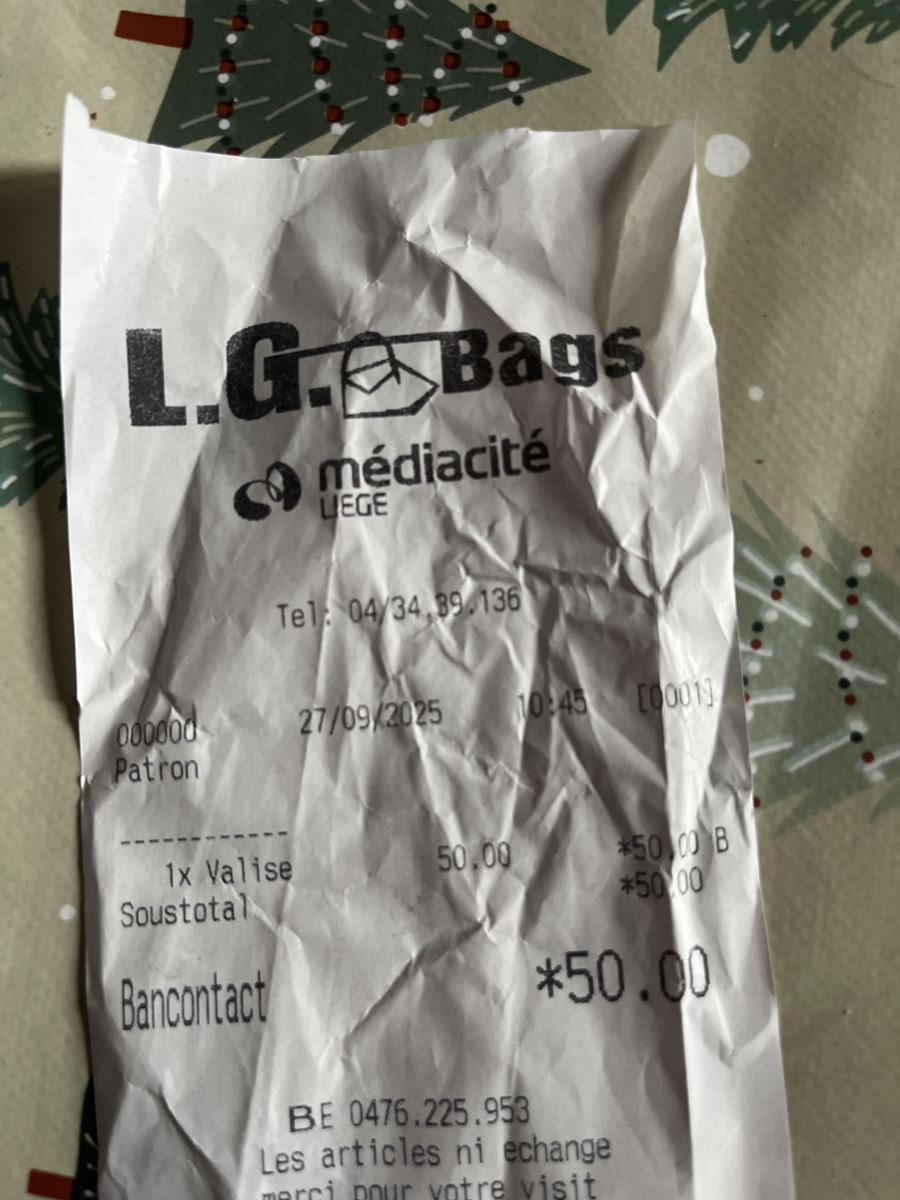 L.G. Bags
médiacité
LIEGE
Tel: 04/34.39.136
000000 27/09/2025 10:45 [0001]
Patron
------------
1x Valise 50.00 *50.00 B
Soustotal *50.00
Bancontact *50.00
BE 0476.225.953
Les articles ni echange
merci pour votre visit